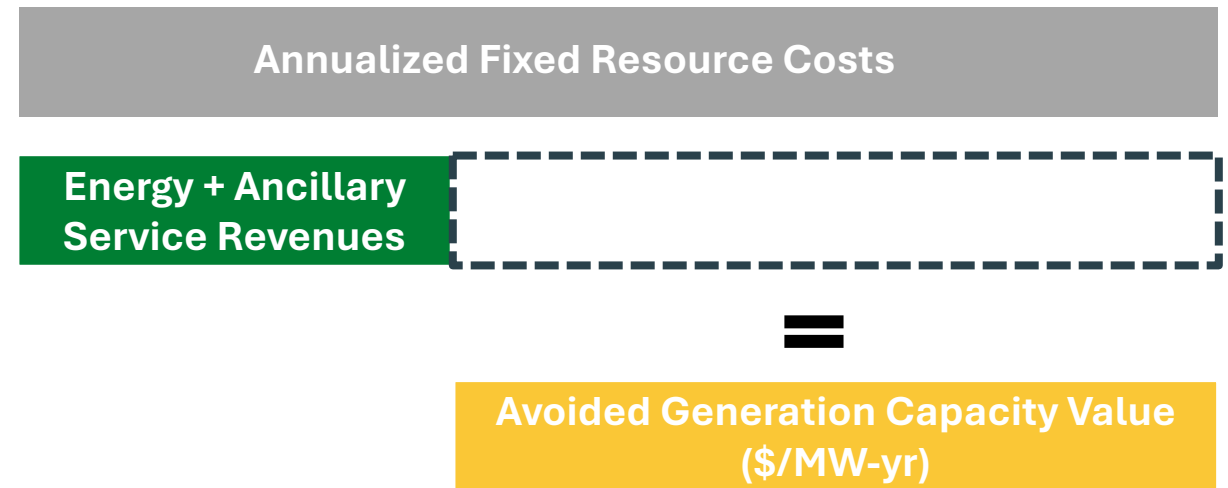 Annualized Fixed Resource Costs
Energy + Ancillary
Service Revenues
=
Avoided Generation Capacity Value
($/MW-yr)